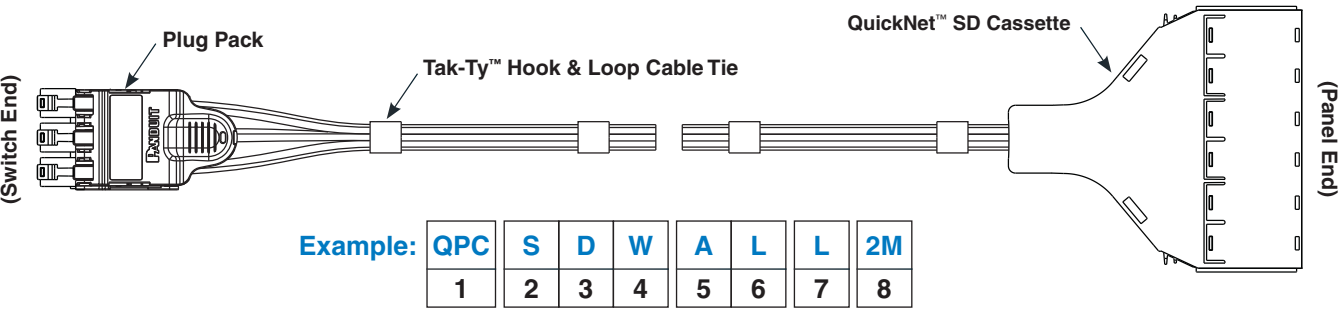 Plug Pack
QuickNet™ SD Cassette
Tak-Ty™ Hook & Loop Cable Tie
(Switch End)
PANDUIT
(Panel End)
Example: QPC S D W A L L 2M
1 2 3 4 5 6 7 8